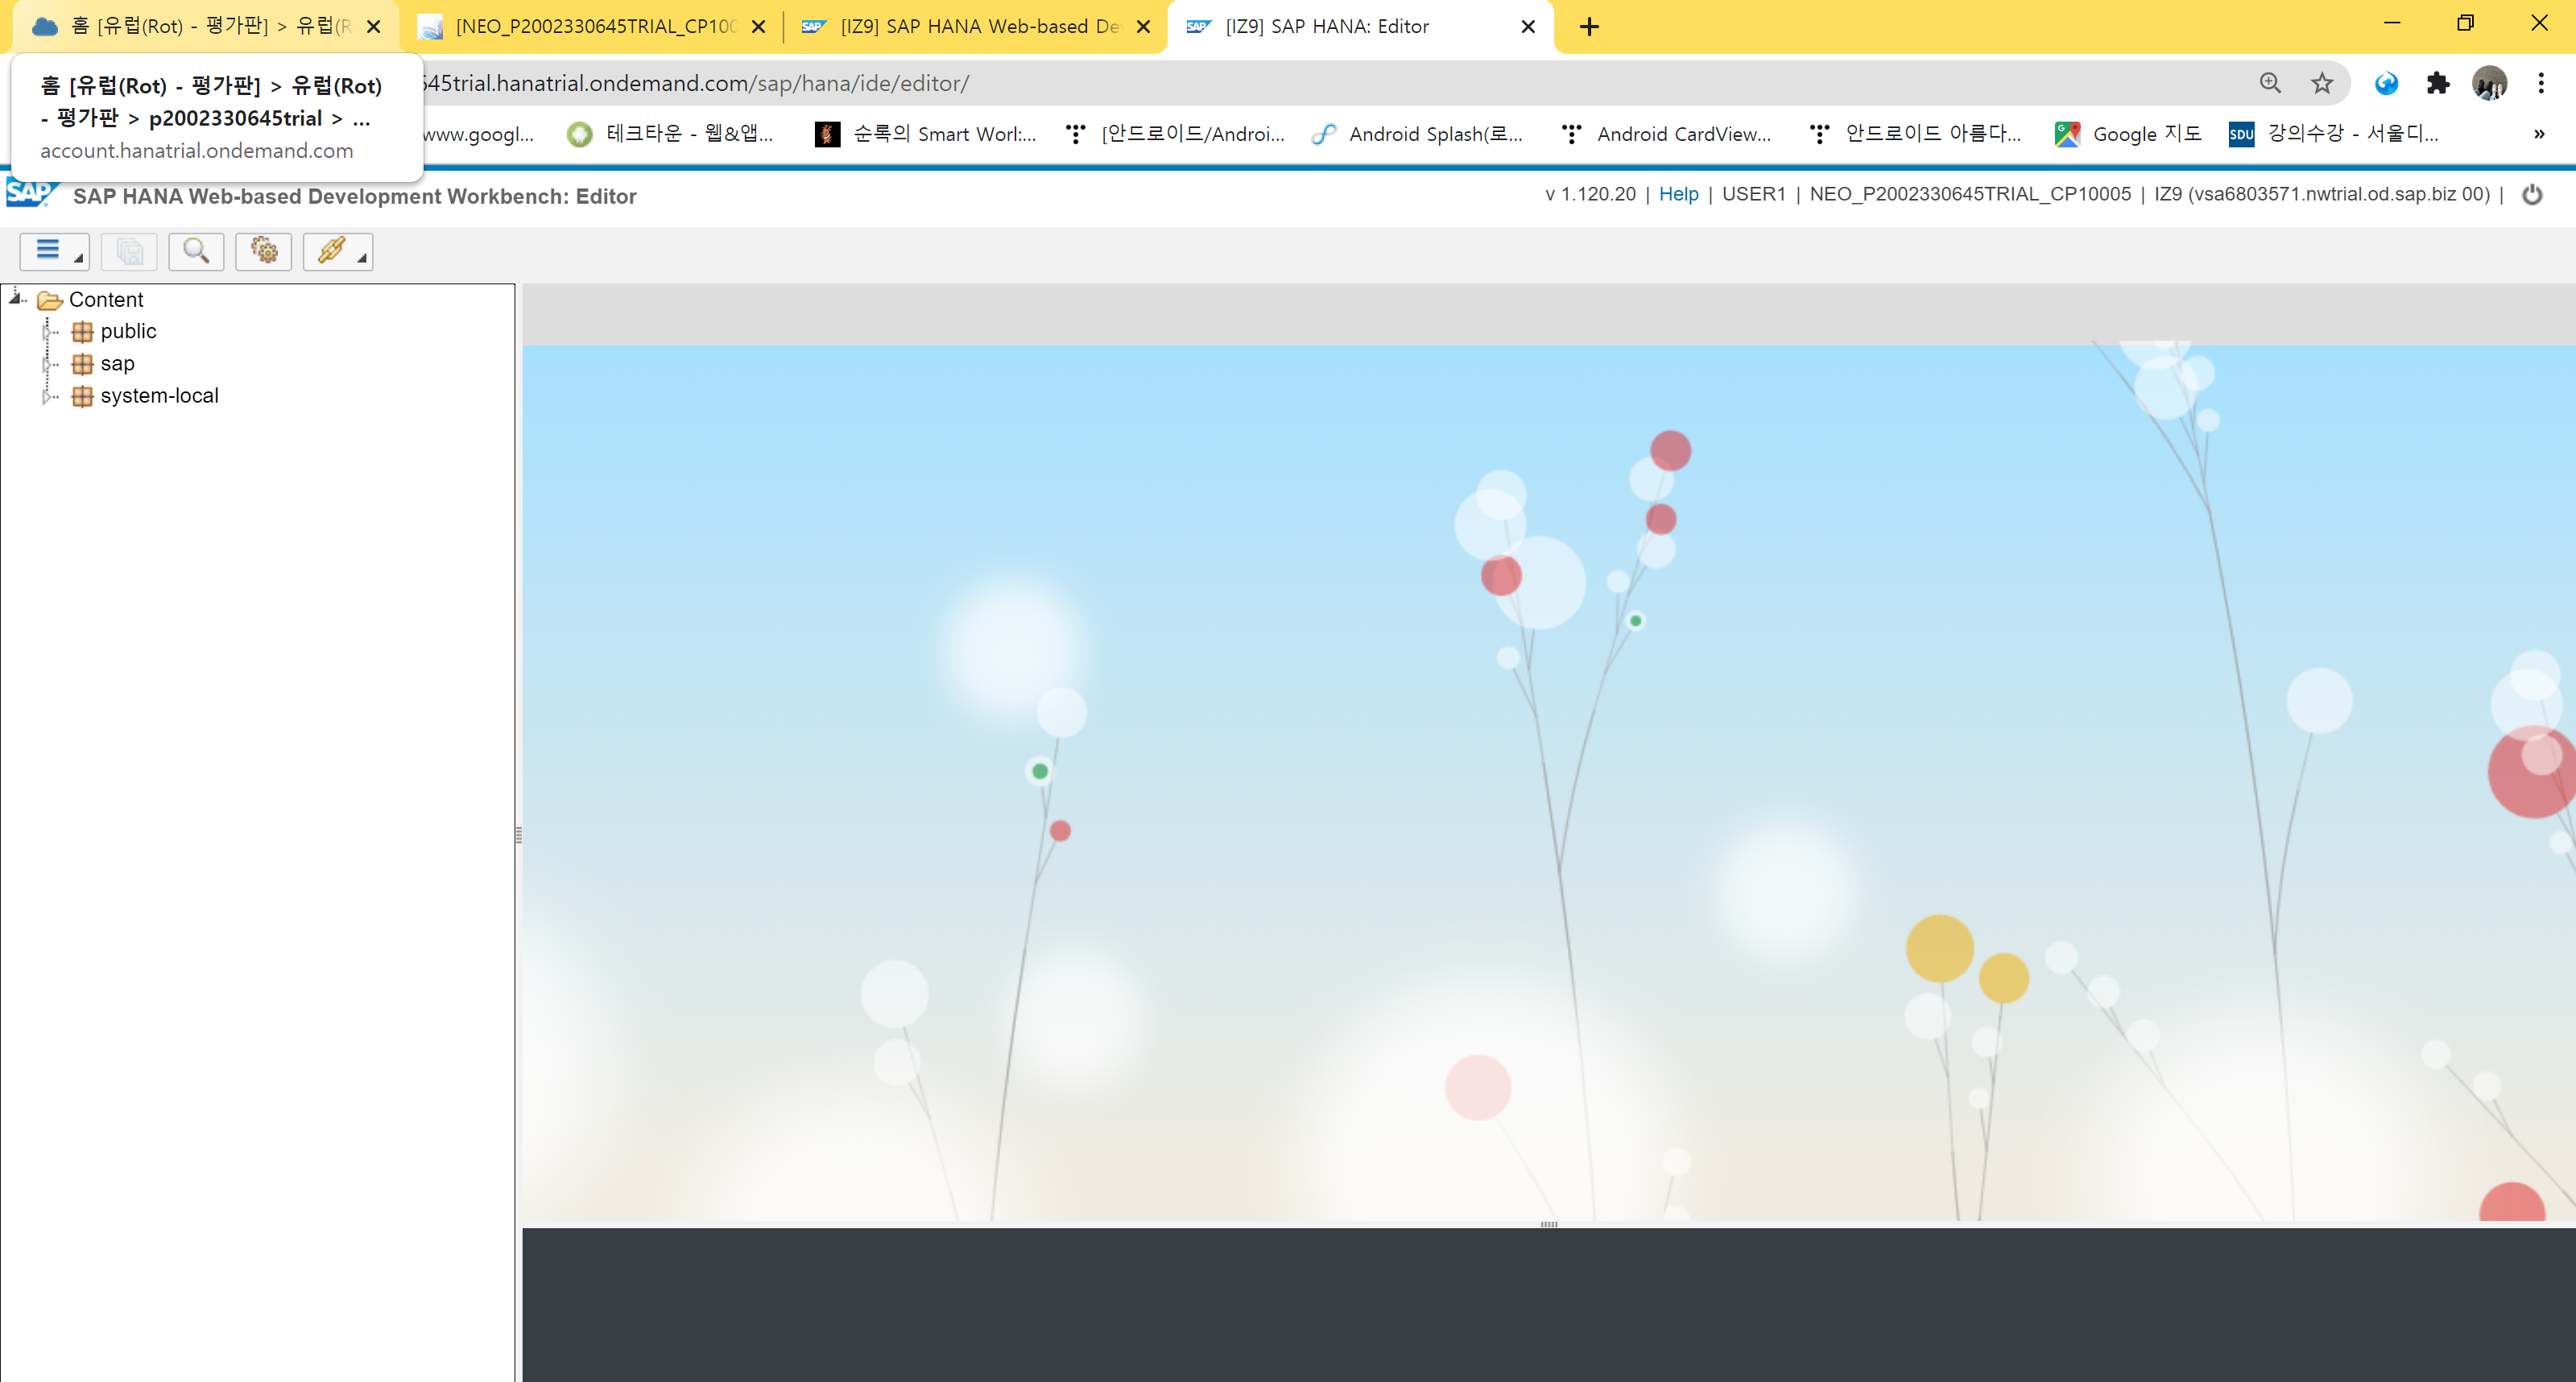 홈 [유럽(Rot) - 평가판] > 유럽(R
[NEO_P2002330645TRIAL_CP100
[IZ9] SAP HANA Web-based De
[IZ9] SAP HANA: Editor
홈 [유럽(Rot) - 평가판] > 유럽(Rot)
- 평가판 > p2002330645trial > ...
account.hanatrial.ondemand.com
645trial.hanatrial.ondemand.com/sap/hana/ide/editor/
www.googl...
테크타운 - 웹&앱...
순록의 Smart Worl:...
[안드로이드/Androi...
Android Splash(로...
Android CardView...
안드로이드 아름다...
Google 지도
SDU 강의수강 - 서울디...
»
SAP SAP HANA Web-based Development Workbench: Editor
v 1.120.20 | Help | USER1 | NEO_P2002330645TRIAL_CP10005 | IZ9 (vsa6803571.nwtrial.od.sap.biz 00) |
Content
public
sap
system-local